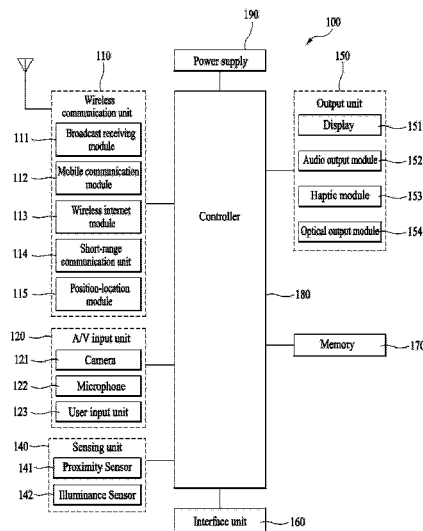 100
190
Power supply
110
Wireless
communication unit
111
Broadcast receiving
module
112
Mobile communication
module
113
Wireless internet
module
114
Short-range
communication unit
115
Position-location
module
120
A/V input unit
121
Camera
122
Microphone
123
User input unit
140
Sensing unit
141
Proximity Sensor
142
Illuminance Sensor
Controller
180
150
Output unit
Display
151
Audio output module
152
Haptic module
153
Optical output module
154
Memory
170
Interface unit
160